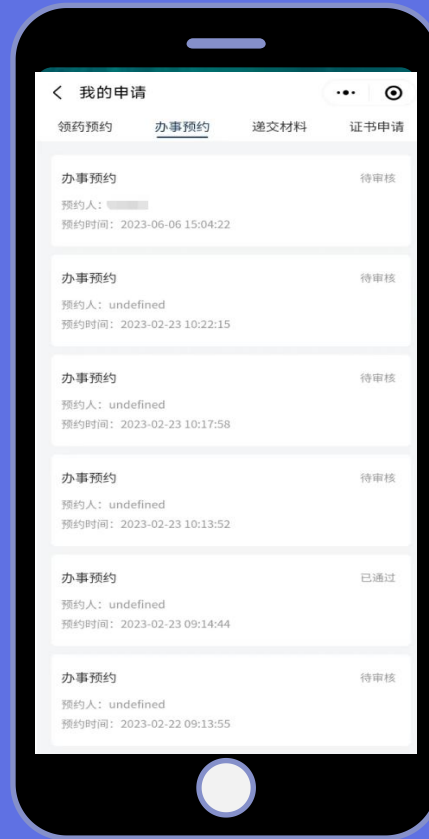 我的申请
领药预约 办事预约 递交材料 证书申请
办事预约 待审核
预约人：
预约时间：2023-06-06 15:04:22
办事预约 待审核
预约人：undefined
预约时间：2023-02-23 10:22:15
办事预约 待审核
预约人：undefined
预约时间：2023-02-23 10:17:58
办事预约 待审核
预约人：undefined
预约时间：2023-02-23 10:13:52
办事预约 已通过
预约人：undefined
预约时间：2023-02-23 09:14:44
办事预约 待审核
预约人：undefined
预约时间：2023-02-22 09:13:55